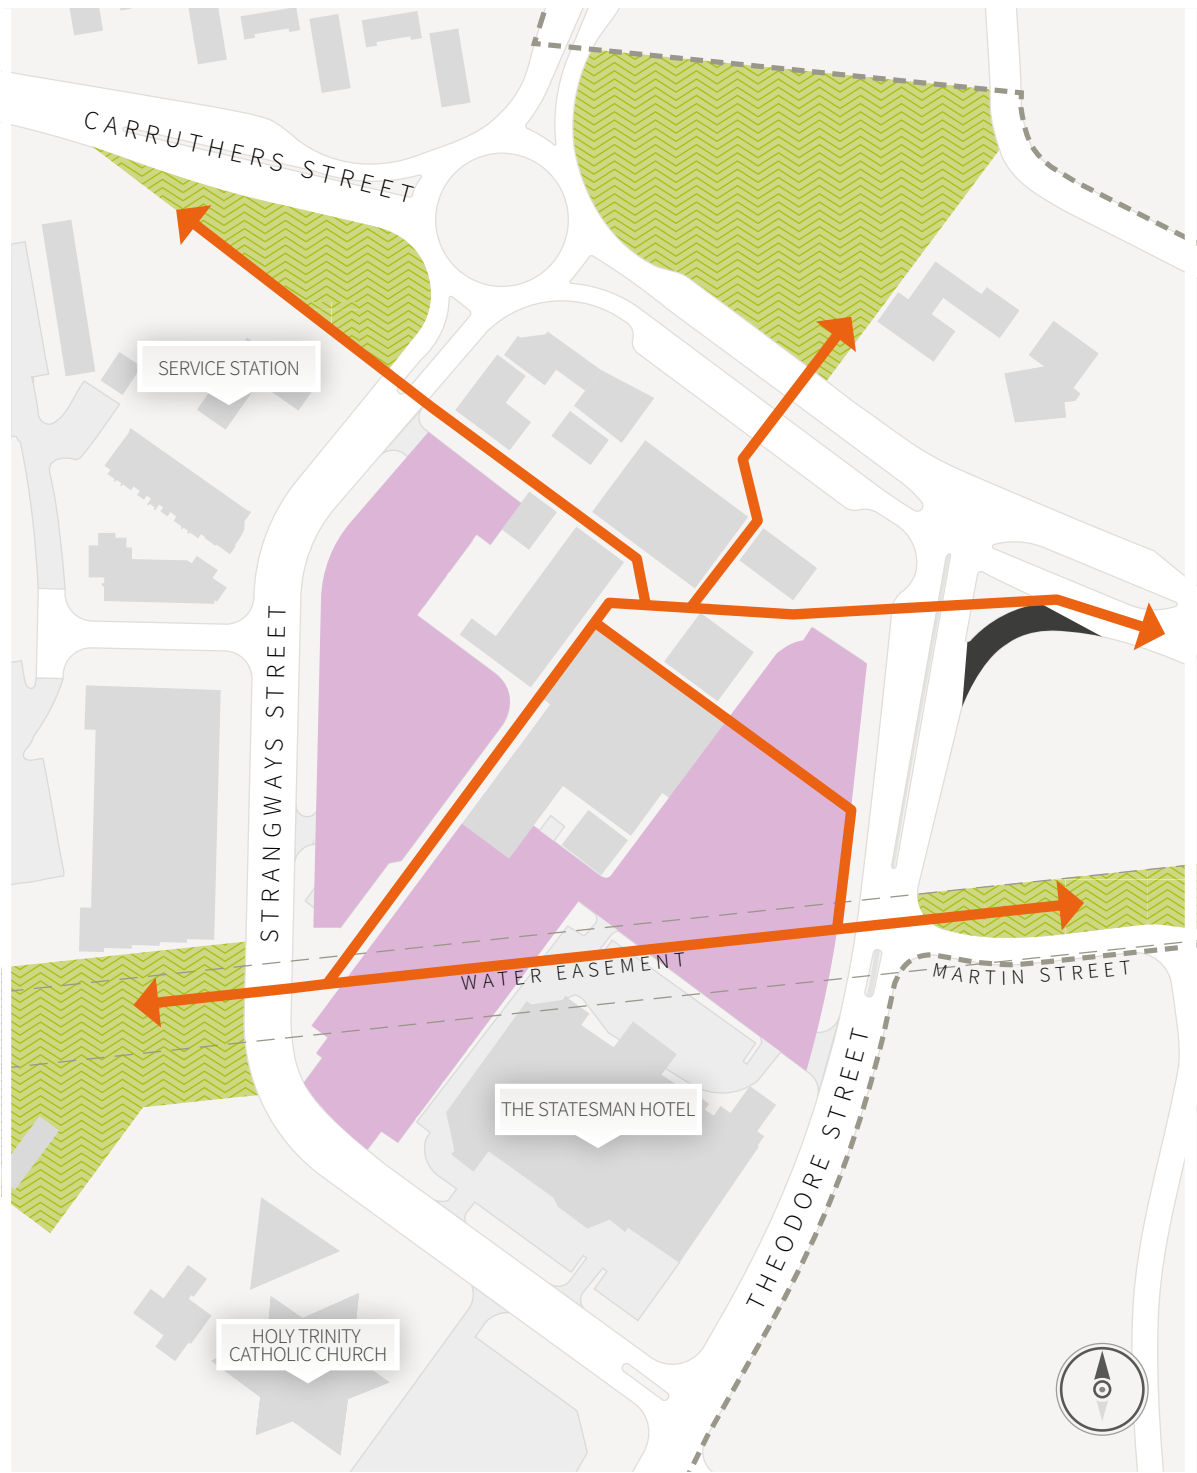 CARRUTHERS STREET
SERVICE STATION
STRANGWAYS STREET
WATER EASEMENT
MARTIN STREET
THE STATESMAN HOTEL
THEODORE STREET
HOLY TRINITY
CATHOLIC CHURCH